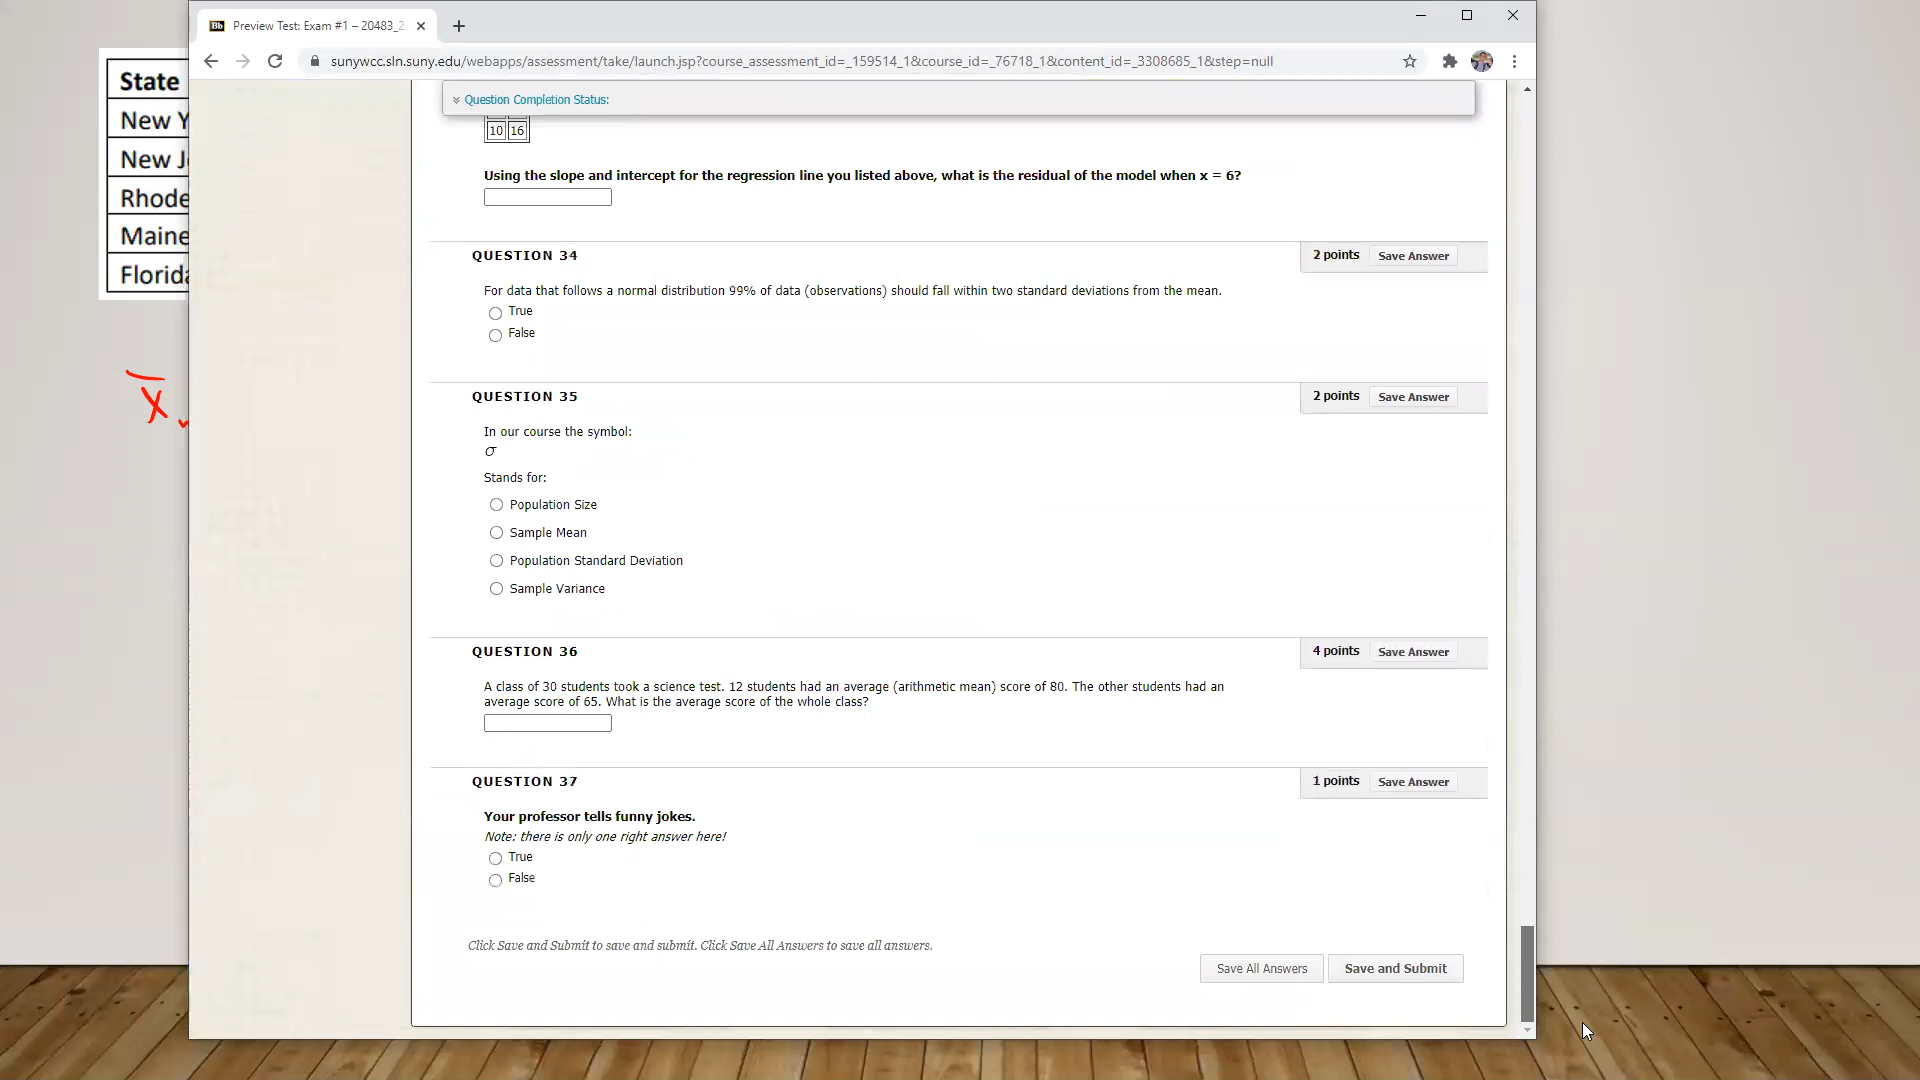 Preview Test: Exam #1 – 20483_2
sunywcc.sln.suny.edu/webapps/assessment/take/launch.jsp?course_assessment_id=_159514_1&course_id=_76718_1&content_id=_3308685_1&step=null
State
New Y
New J
Rhode
Maine
Florida
x
Question Completion Status:
10 16
Using the slope and intercept for the regression line you listed above, what is the residual of the model when x = 6?
QUESTION 34
2 points Save Answer
For data that follows a normal distribution 99% of data (observations) should fall within two standard deviations from the mean.
True
False
QUESTION 35
2 points Save Answer
In our course the symbol:
σ
Stands for:
Population Size
Sample Mean
Population Standard Deviation
Sample Variance
QUESTION 36
4 points Save Answer
A class of 30 students took a science test. 12 students had an average (arithmetic mean) score of 80. The other students had an
average score of 65. What is the average score of the whole class?
QUESTION 37
1 points Save Answer
Your professor tells funny jokes.
Note: there is only one right answer here!
True
False
Click Save and Submit to save and submit. Click Save All Answers to save all answers.
Save All Answers Save and Submit